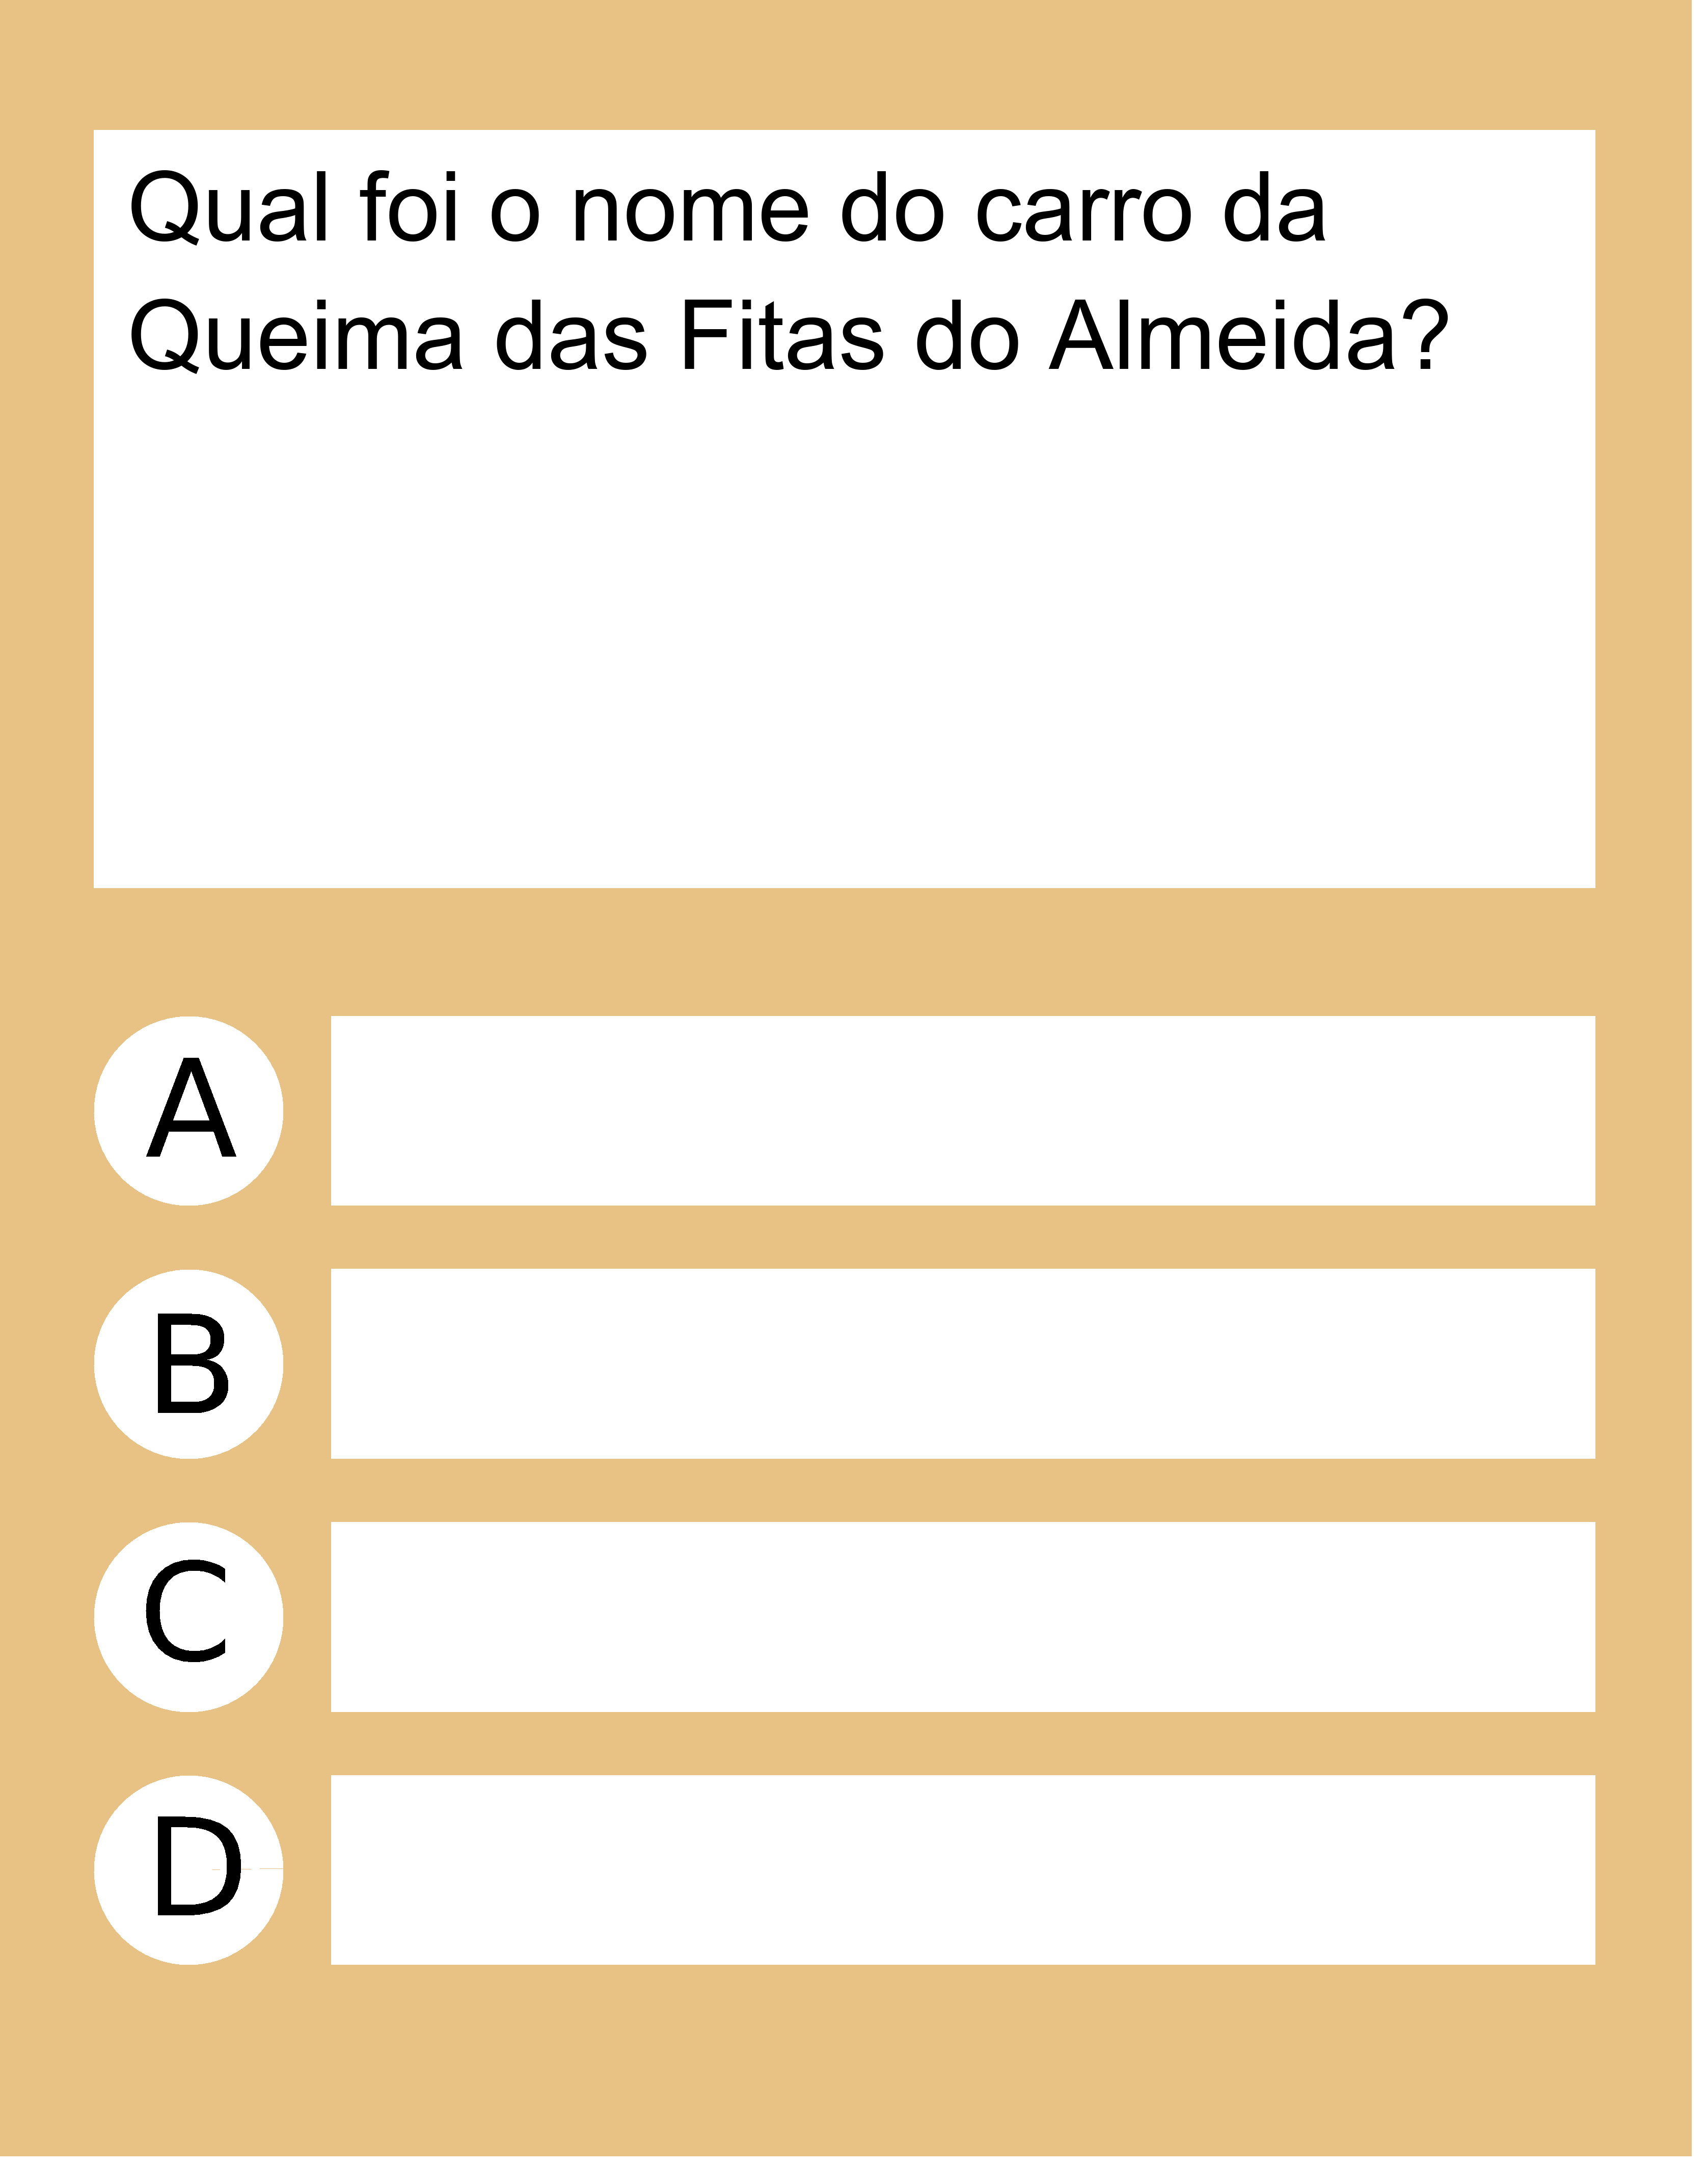 Qual foi o nome do carro da
Queima das Fitas do Almeida?
A
B
C
D